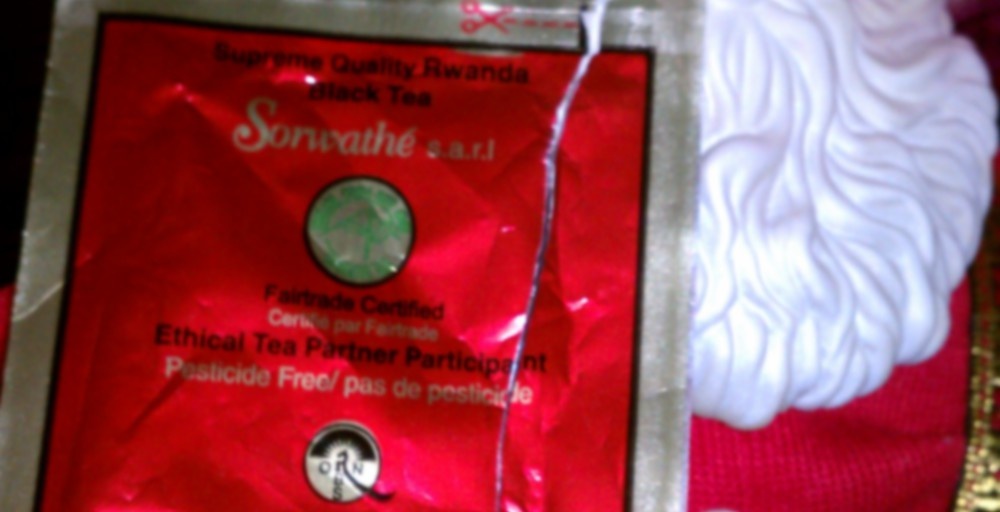 Supreme Quality Rwanda
Black Tea
Sorwathé s.a.r.l
Fairtrade Certified
Certifié par Fairtrade
Ethical Tea Partner Participant
Pesticide Free/ pas de pesticide